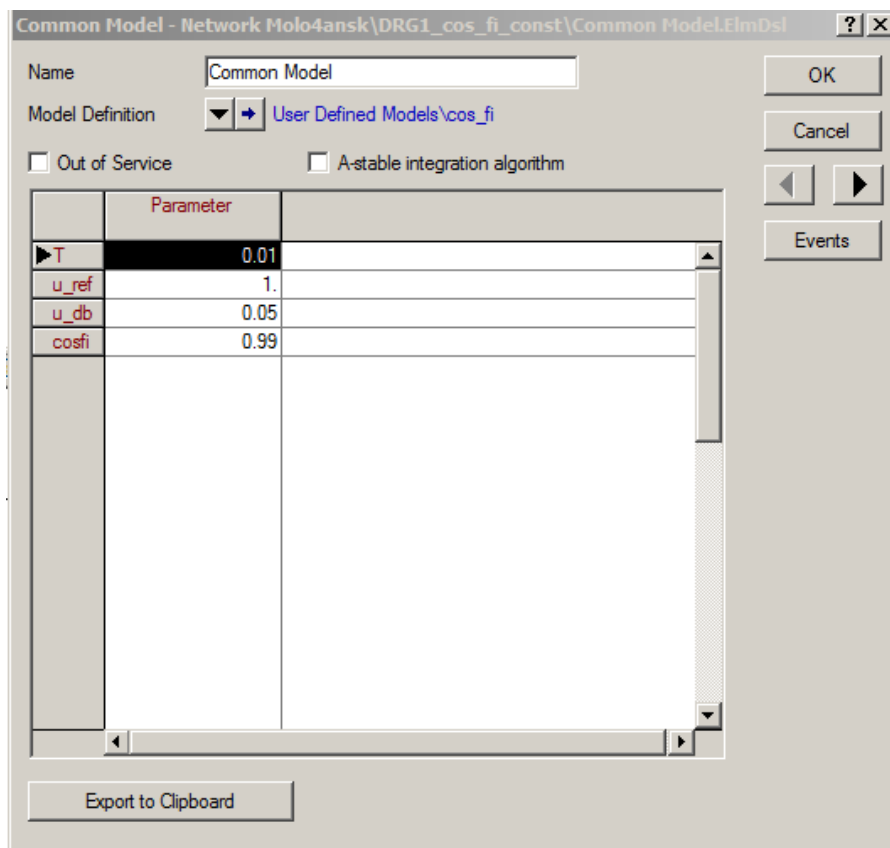 Common Model - Network Molo4ansk\DRG1_cos_fi_const\Common Model.ElmDsl ? X
Name Common Model OK
Model Definition User Defined Models\cos_fi
Cancel
Out of Service A-stable integration algorithm
Parameter
Events
T 0.01
u_ref 1.
u_db 0.05
cosfi 0.99
Export to Clipboard